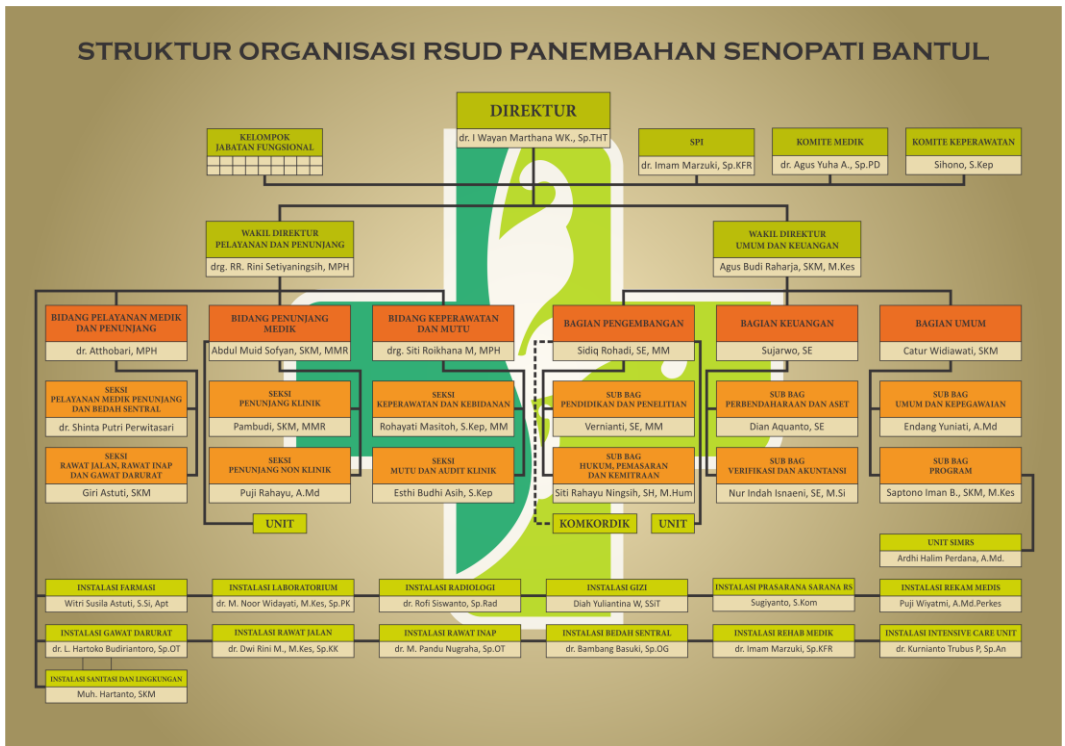 STRUKTUR ORGANISASI RSUD PANEMBAHAN SENOPATI BANTUL
DIREKTUR
dr. I Wayan Marthana WK., Sp.THT
KELOMPOK
JABATAN FUNGSIONAL
SPI
dr. Imam Marzuki, Sp.KFR
KOMITE MEDIK
dr. Agus Yuha A., Sp.PD
KOMITE KEPERAWATAN
Sihono, S.Kep
WAKIL DIREKTUR
PELAYANAN DAN PENUNJANG
drg. RR. Rini Setiyaningsih, MPH
WAKIL DIREKTUR
UMUM DAN KEUANGAN
Agus Budi Raharja, SKM, M.Kes
BIDANG PELAYANAN MEDIK
DAN PENUNJANG
dr. Atthobari, MPH
BIDANG PENUNJANG
MEDIK
Abdul Muid Sofyan, SKM, MMR
BIDANG KEPERAWATAN
DAN MUTU
drg. Siti Roikhana M, MPH
BAGIAN PENGEMBANGAN
Sidiq Rohadi, SE, MM
BAGIAN KEUANGAN
Sujarwo, SE
BAGIAN UMUM
Catur Widiawati, SKM
SEKSI
PELAYANAN MEDIK PENUNJANG
DAN BEDAH SENTRAL
dr. Shinta Putri Perwitasari
SEKSI
PENUNJANG KLINIK
Pambudi, SKM, MMR
SEKSI
KEPERAWATAN DAN KEBIDANAN
Rohayati Masitoh, S.Kep, MM
SUB BAG
PENDIDIKAN DAN PENELITIAN
Vernianti, SE, MM
SUB BAG
PERBENDAHARAAN DAN ASET
Dian Aquanto, SE
SUB BAG
UMUM DAN KEPEGAWAIAN
Endang Yuniati, A.Md
SEKSI
RAWAT JALAN, RAWAT INAP
DAN GAWAT DARURAT
Giri Astuti, SKM
SEKSI
PENUNJANG NON KLINIK
Puji Rahayu, A.Md
SEKSI
MUTU DAN AUDIT KLINIK
Esthi Budhi Asih, S.Kep
SUB BAG
HUKUM, PEMASARAN
DAN KEMITRAAN
Siti Rahayu Ningsih, SH, M.Hum
SUB BAG
VERIFIKASI DAN AKUNTANSI
Nur Indah Isnaeni, SE, M.Si
SUB BAG
PROGRAM
Saptono Iman B., SKM, M.Kes
UNIT
KOMKORDIK
UNIT
UNIT SIMRS
Ardhi Halim Perdana, A.Md.
INSTALASI FARMASI
Witri Susila Astuti, S.Si, Apt
INSTALASI LABORATORIUM
dr. M. Noor Widayati, M.Kes, Sp.PK
INSTALASI RADIOLOGI
dr. Rofi Siswanto, Sp.Rad
INSTALASI GIZI
Diah Yuliantina W, SSiT
INSTALASI PRASARANA SARANA RS
Sugiyanto, S.Kom
INSTALASI REKAM MEDIS
Puji Wiyatmi, A.Md.Perkes
INSTALASI GAWAT DARURAT
dr. L. Hartoko Budiriantoro, Sp.OT
INSTALASI RAWAT JALAN
dr. Dwi Rini M., M.Kes, Sp.KK
INSTALASI RAWAT INAP
dr. M. Pandu Nugraha, Sp.OT
INSTALASI BEDAH SENTRAL
dr. Bambang Basuki, Sp.OG
INSTALASI REHAB MEDIK
dr. Imam Marzuki, Sp.KFR
INSTALASI INTENSIVE CARE UNIT
dr. Kurnianto Trubus P, Sp.An
INSTALASI SANITASI DAN LINGKUNGAN
Muh. Hartanto, SKM